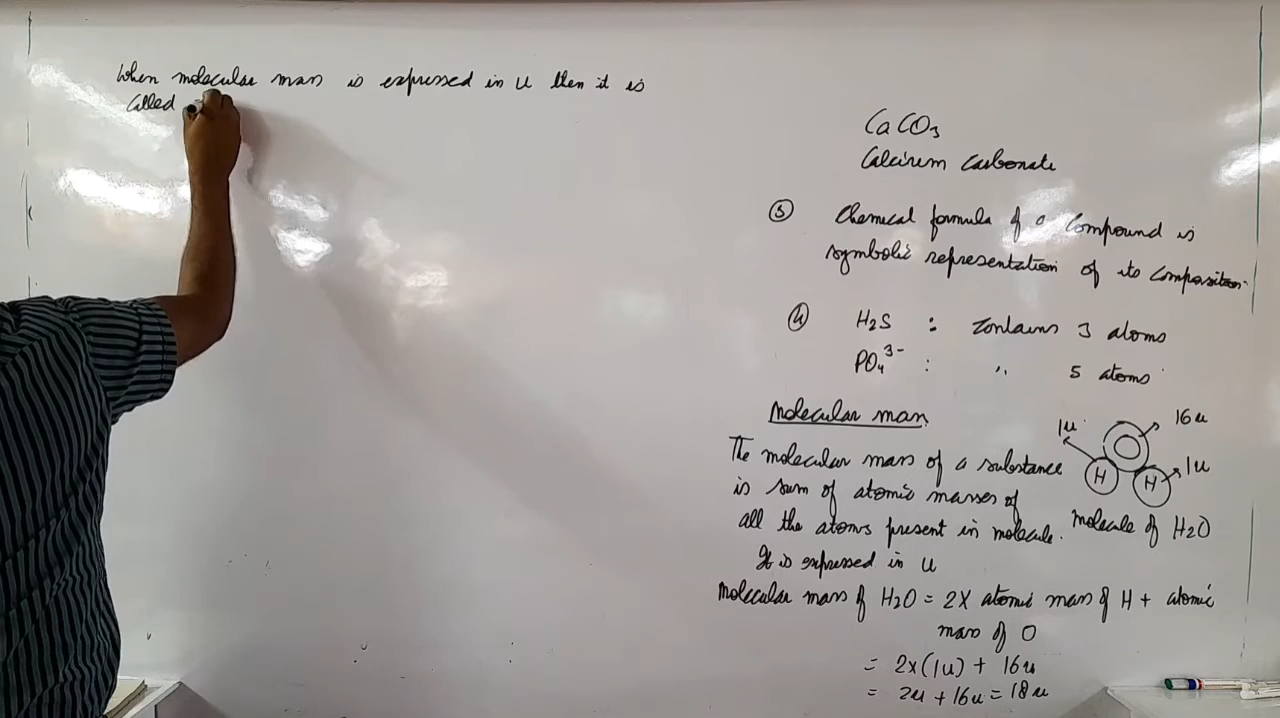 When molecular mass is expressed in u then it is
Called
CaCO3
Calcium Carbonate
③ Chemical formula of a Compound is
symbolic representation of its composition.
④ H2S : Contains 3 atoms
PO4 3- : ,, 5 atoms
Molecular mass
The molecular mass of a substance
is sum of atomic masses of
all the atoms present in molecule.
It is expressed in u
1u
16u
O
H
H
1u
molecule of H2O
Molecular mass of H2O = 2X atomic mass of H + atomic
mass of O
= 2x(1u) + 16u
= 2u + 16u = 18u